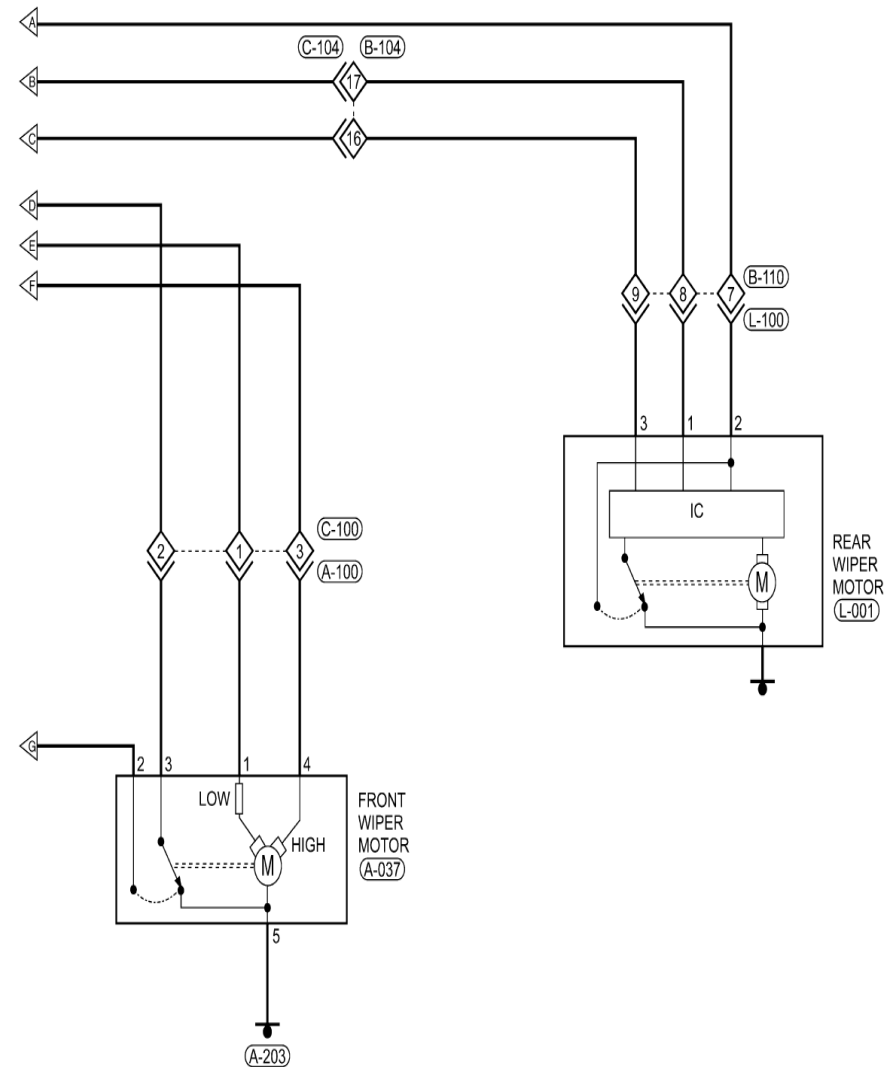 A
C-104 B-104
B
17
C
16
D
E
F
B-110
9 8 7
L-100
3 1 2
IC
C-100
2 1 3
A-100
REAR
WIPER
MOTOR
L-001
M
G
2 3 1 4
LOW
HIGH
M
FRONT
WIPER
MOTOR
A-037
5
A-203